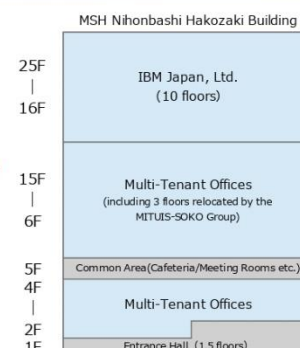 MSH Nihonbashi Hakozaki Building
25F
|
16F
IBM Japan, Ltd.
(10 floors)
15F
|
6F
Multi-Tenant Offices
(including 3 floors relocated by the
MITUIS-SOKO Group)
5F
Common Area(Cafeteria/Meeting Rooms etc.)
4F
|
2F
Multi-Tenant Offices
1F
Entrance Hall (1.5 floors)